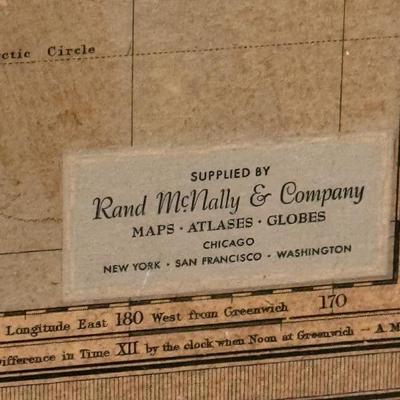 ctic Circle
SUPPLIED BY
Rand McNally & Company
MAPS · ATLASES · GLOBES
CHICAGO
NEW YORK · SAN FRANCISCO · WASHINGTON
Longitude East 180 West from Greenwich 170
ifference in Time XII by the clock when Noon at Greenwich – A M